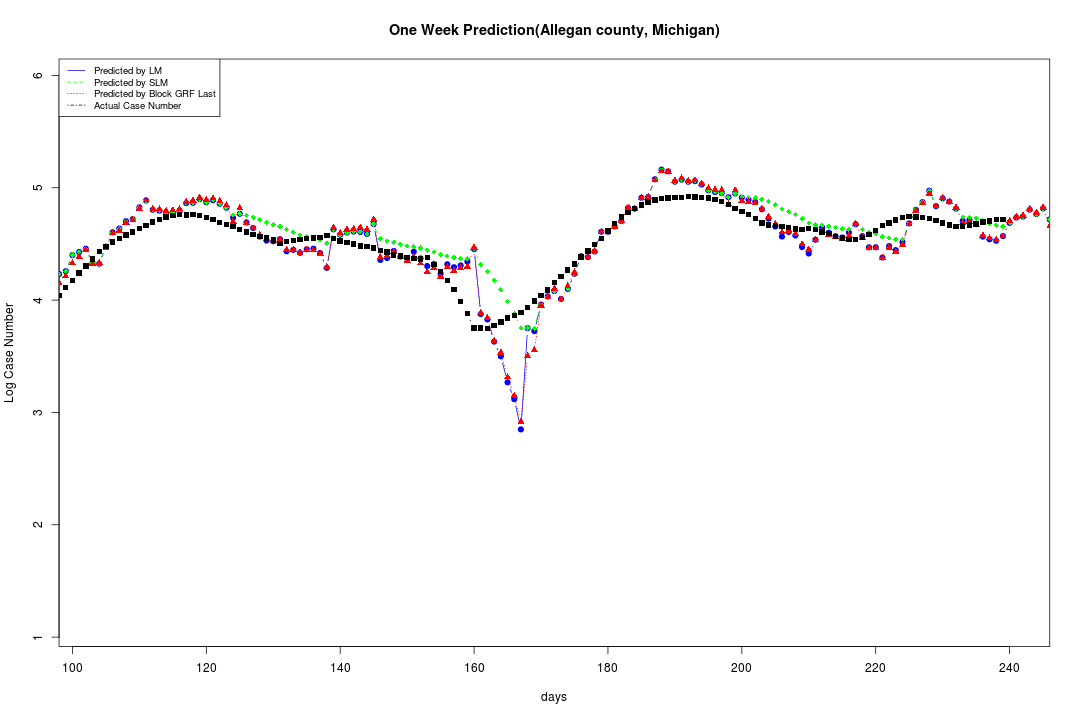 One Week Prediction(Allegan county, Michigan)
Predicted by LM
Predicted by SLM
Predicted by Block GRF Last
Actual Case Number
6
5
4
3
2
1
Log Case Number
100 120 140 160 180 200 220 240
days